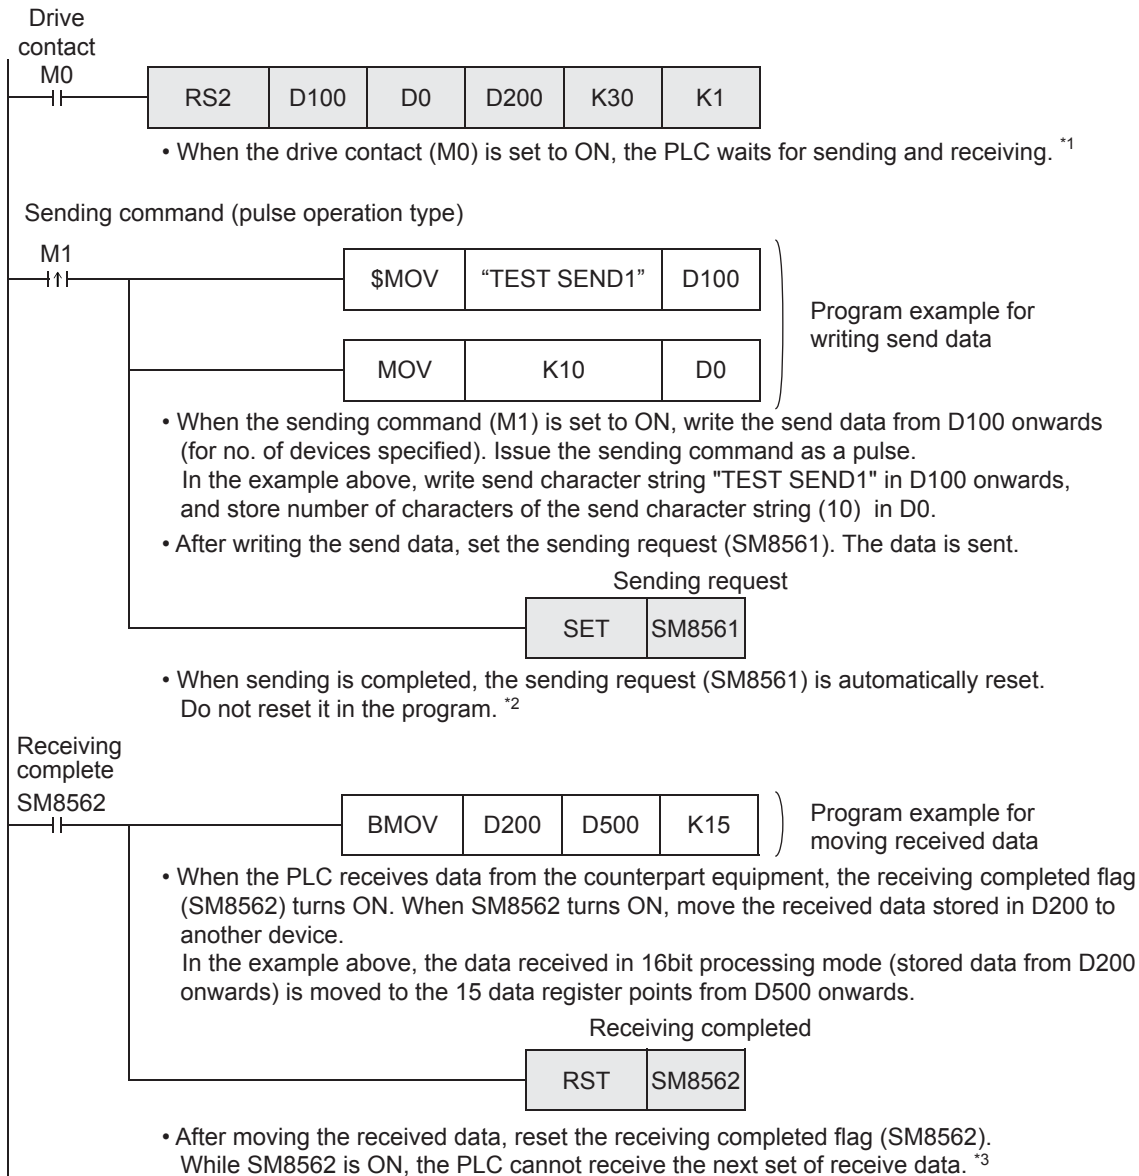 Drive
contact
M0
RS2 D100 D0 D200 K30 K1
• When the drive contact (M0) is set to ON, the PLC waits for sending and receiving. *1
Sending command (pulse operation type)
M1
$MOV “TEST SEND1” D100
Program example for
writing send data
MOV K10 D0
• When the sending command (M1) is set to ON, write the send data from D100 onwards
(for no. of devices specified). Issue the sending command as a pulse.
In the example above, write send character string "TEST SEND1" in D100 onwards,
and store number of characters of the send character string (10) in D0.
• After writing the send data, set the sending request (SM8561). The data is sent.
Sending request
SET SM8561
• When sending is completed, the sending request (SM8561) is automatically reset.
Do not reset it in the program. *2
Receiving
complete
SM8562
BMOV D200 D500 K15
Program example for
moving received data
• When the PLC receives data from the counterpart equipment, the receiving completed flag
(SM8562) turns ON. When SM8562 turns ON, move the received data stored in D200 to
another device.
In the example above, the data received in 16bit processing mode (stored data from D200
onwards) is moved to the 15 data register points from D500 onwards.
Receiving completed
RST SM8562
• After moving the received data, reset the receiving completed flag (SM8562).
While SM8562 is ON, the PLC cannot receive the next set of receive data. *3